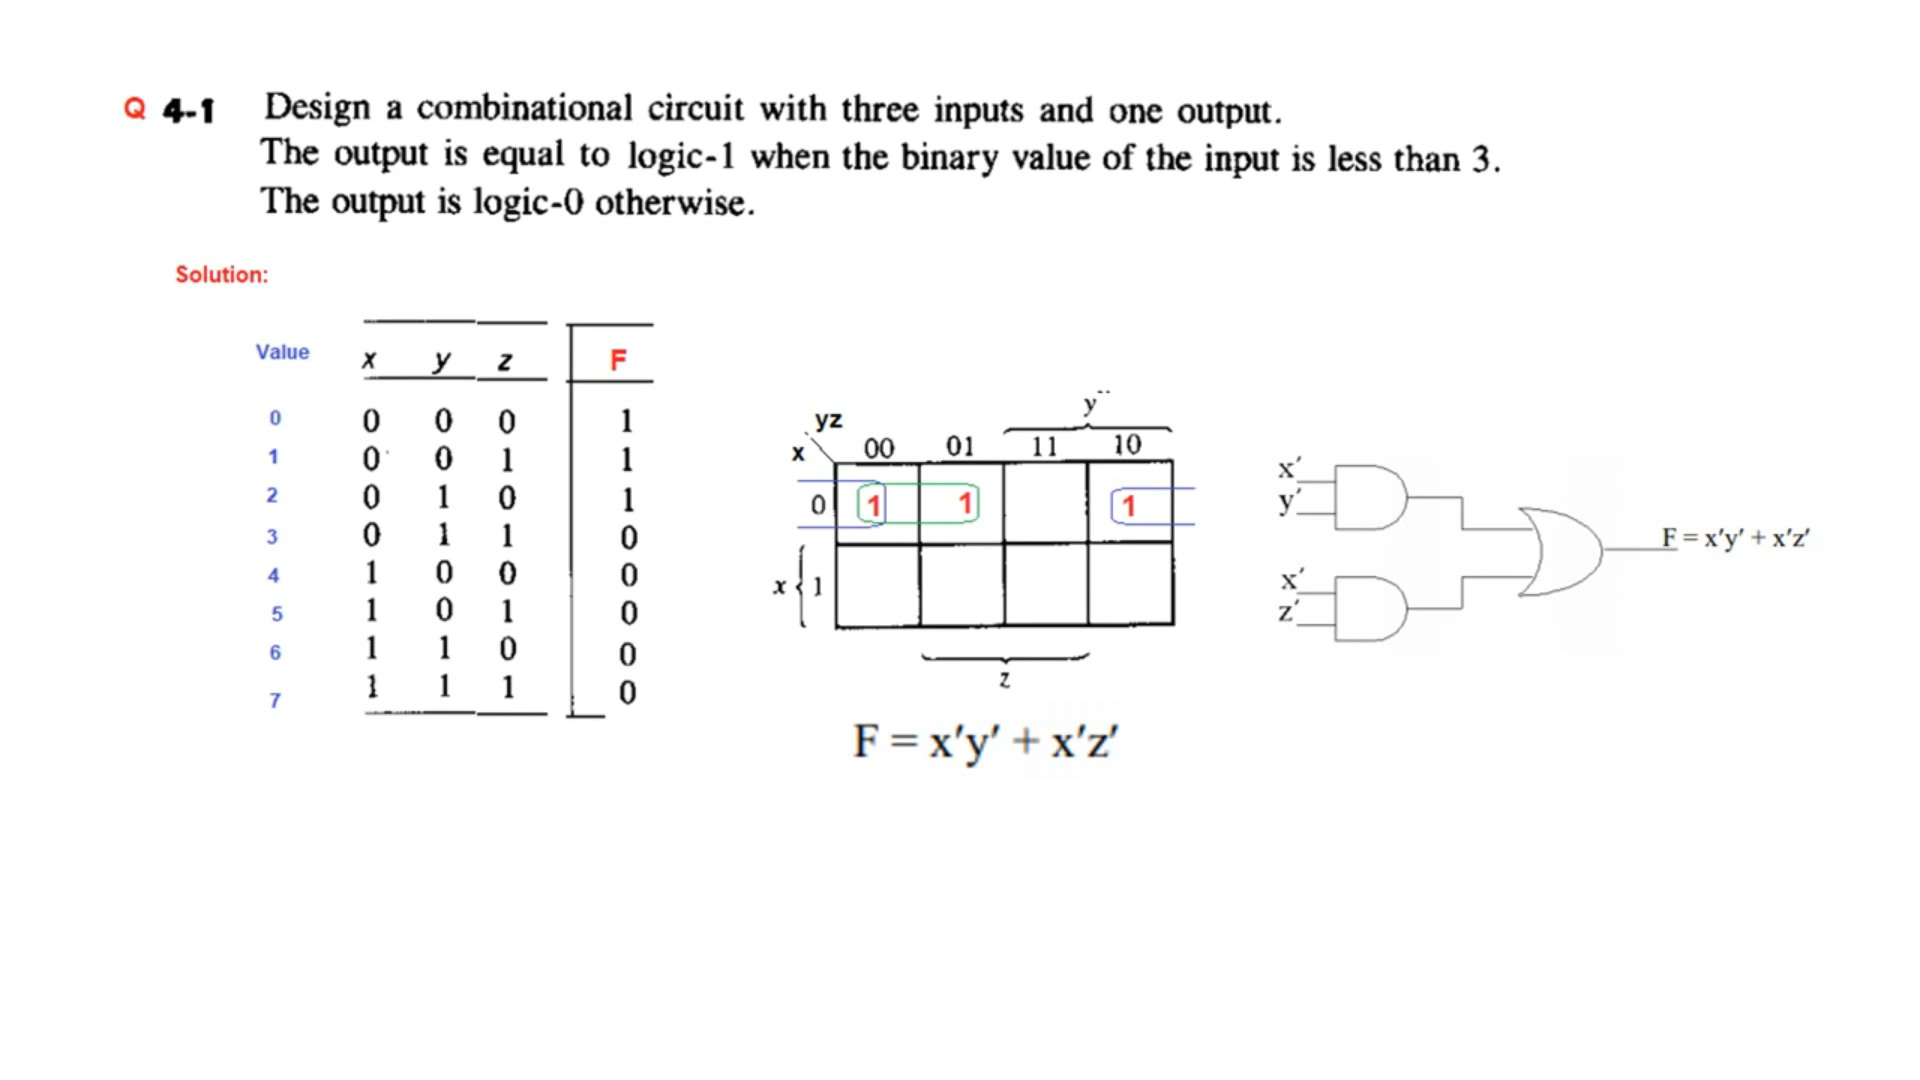 Q 4-1 Design a combinational circuit with three inputs and one output.
The output is equal to logic-1 when the binary value of the input is less than 3.
The output is logic-0 otherwise.
Solution:
Value x y z F
0 0 0 0 1
1 0 0 1 1
2 0 1 0 1
3 0 1 1 0
4 1 0 0 0
5 1 0 1 0
6 1 1 0 0
7 1 1 1 0
y
yz
x 00 01 11 10
0 1 1 1
x { 1
z
F = x'y' + x'z'
x'
y'
x'
z'
F = x'y' + x'z'